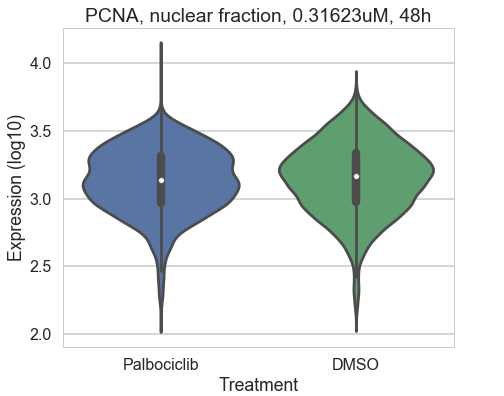 PCNA, nuclear fraction, 0.31623uM, 48h
Expression (log10)
4.0
3.5
3.0
2.5
2.0
Palbociclib DMSO
Treatment